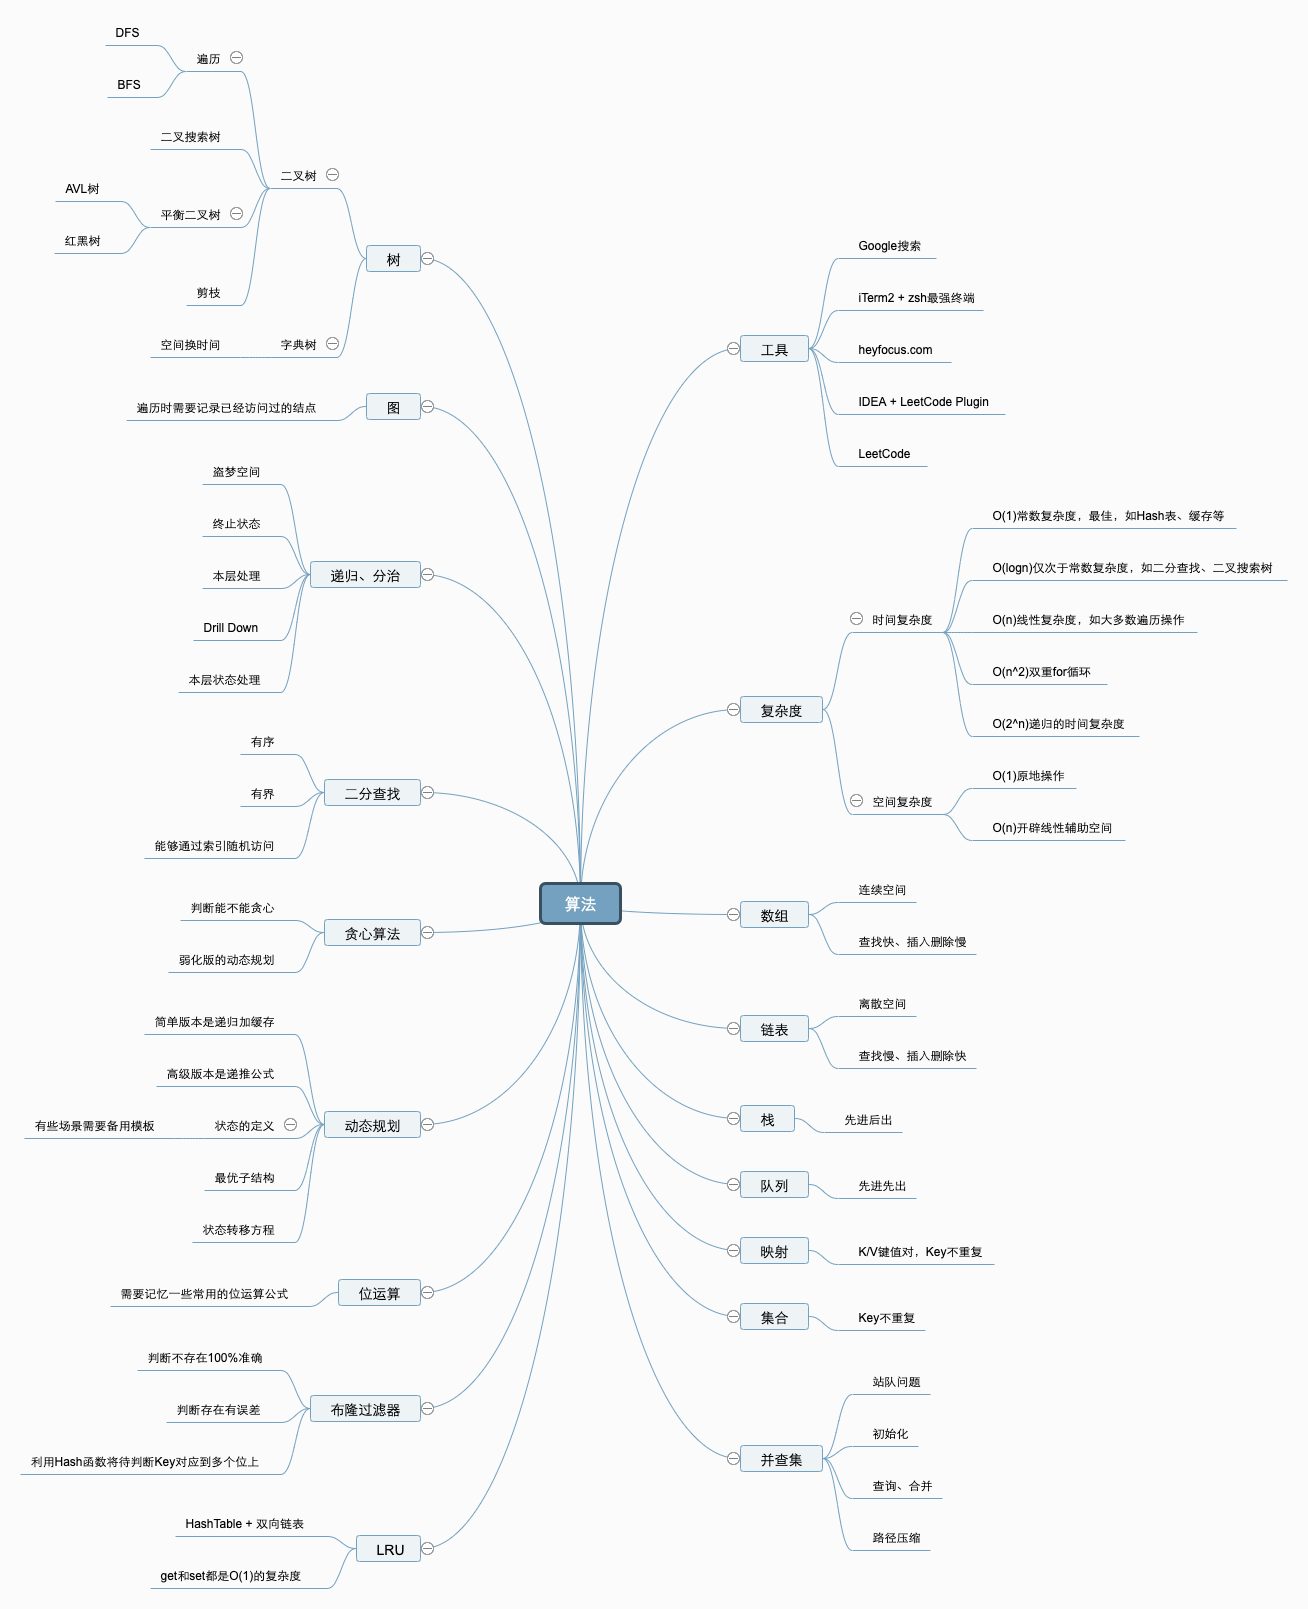 算法
工具
Google搜索
iTerm2 + zsh最强终端
heyfocus.com
IDEA + LeetCode Plugin
LeetCode
复杂度
时间复杂度
O(1)常数复杂度，最佳，如Hash表、缓存等
O(logn)仅次于常数复杂度，如二分查找、二叉搜索树
O(n)线性复杂度，如大多数遍历操作
O(n^2)双重for循环
O(2^n)递归的时间复杂度
空间复杂度
O(1)原地操作
O(n)开辟线性辅助空间
数组
连续空间
查找快、插入删除慢
链表
离散空间
查找慢、插入删除快
栈
先进后出
队列
先进先出
映射
K/V键值对，Key不重复
集合
Key不重复
并查集
站队问题
初始化
查询、合并
路径压缩
树
二叉树
遍历
DFS
BFS
二叉搜索树
平衡二叉树
AVL树
红黑树
剪枝
字典树
空间换时间
图
遍历时需要记录已经访问过的结点
递归、分治
盗梦空间
终止状态
本层处理
Drill Down
本层状态处理
二分查找
有序
有界
能够通过索引随机访问
贪心算法
判断能不能贪心
弱化版的动态规划
动态规划
简单版本是递归加缓存
高级版本是递推公式
状态的定义
有些场景需要备用模板
最优子结构
状态转移方程
位运算
需要记忆一些常用的位运算公式
布隆过滤器
判断不存在100%准确
判断存在有误差
利用Hash函数将待判断Key对应到多个位上
LRU
HashTable + 双向链表
get和set都是O(1)的复杂度